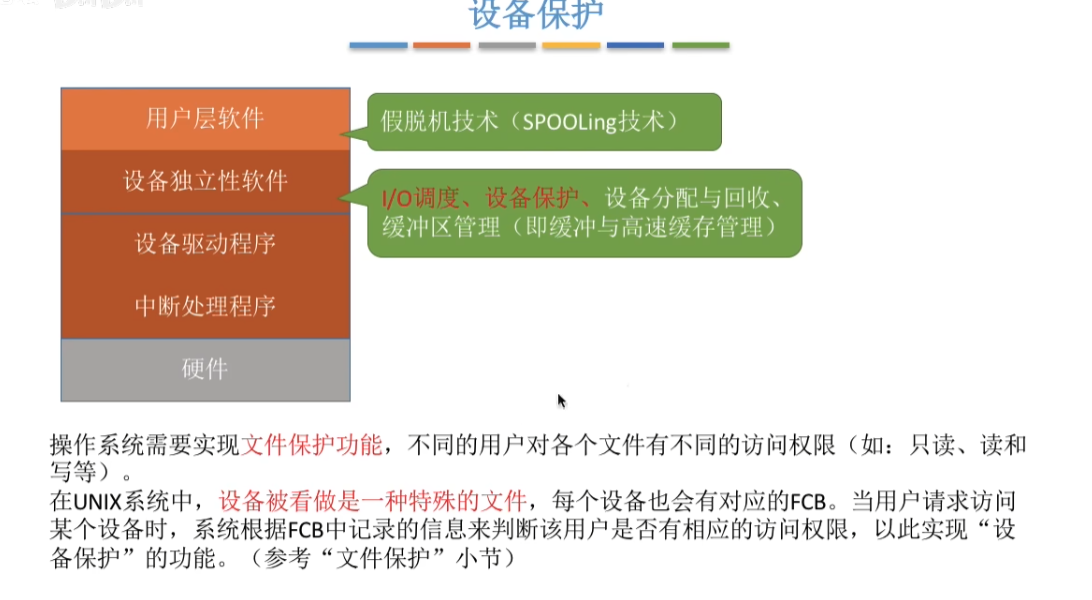 设备保护
用户层软件
假脱机技术（SPOOLing技术）
设备独立性软件
I/O调度、设备保护、设备分配与回收、
缓冲区管理（即缓冲与高速缓存管理）
设备驱动程序
中断处理程序
硬件
操作系统需要实现文件保护功能，不同的用户对各个文件有不同的访问权限（如：只读、读和
写等）。
在UNIX系统中，设备被看做是一种特殊的文件，每个设备也会有对应的FCB。当用户请求访问
某个设备时，系统根据FCB中记录的信息来判断该用户是否有相应的访问权限，以此实现“设
备保护”的功能。（参考“文件保护”小节）